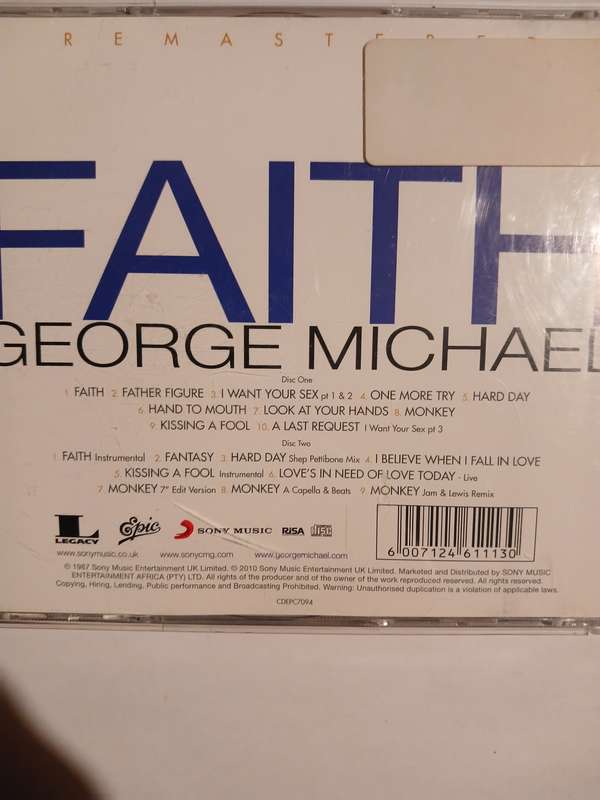 REMASTERED
FAITH
GEORGE MICHAEL
Disc One
1. FAITH 2. FATHER FIGURE 3. I WANT YOUR SEX pt 1 & 2 4. ONE MORE TRY 5. HARD DAY
6. HAND TO MOUTH 7. LOOK AT YOUR HANDS 8. MONKEY
9. KISSING A FOOL 10. A LAST REQUEST I Want Your Sex pt 3
Disc Two
1. FAITH Instrumental 2. FANTASY 3. HARD DAY Shep Pettibone Mix 4. I BELIEVE WHEN I FALL IN LOVE
5. KISSING A FOOL Instrumental 6. LOVE'S IN NEED OF LOVE TODAY - Live
7. MONKEY 7" Edit Version 8. MONKEY A Capella & Beats 9. MONKEY Jam & Lewis Remix
L LEGACY Epic SONY MUSIC RiSA disc
www.sonymusic.co.uk www.sonycmg.com www.georgemichael.com
6 007124 611130
℗ 1987 Sony Music Entertainment UK Limited. © 2010 Sony Music Entertainment UK Limited. Marketed and Distributed by SONY MUSIC
ENTERTAINMENT AFRICA (PTY) LTD. All rights of the producer and of the owner of the work reproduced reserved. All rights reserved.
Copying, Hiring, Lending, Public performance and Broadcasting Prohibited. Warning: Unauthorised duplication is a violation of applicable laws.
CDEPC7094